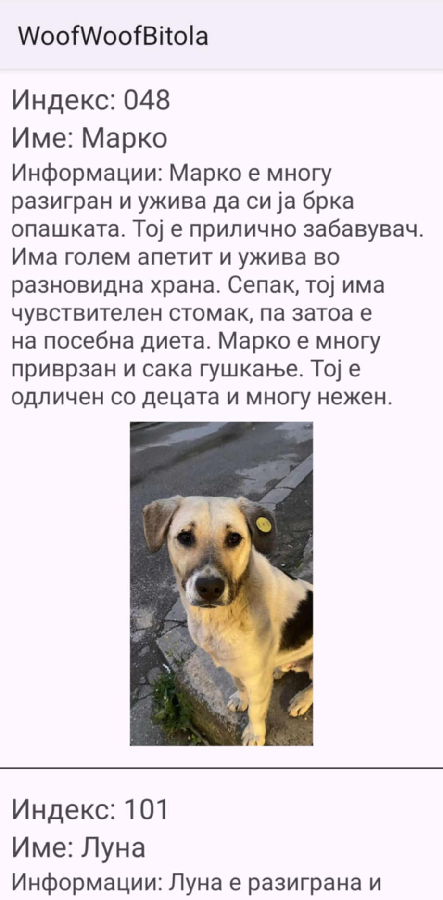 WoofWoofBitola
Индекс: 048
Име: Марко
Информации: Марко е многу
разигран и ужива да си ја брка
опашката. Тој е прилично забавувач.
Има голем апетит и ужива во
разновидна храна. Сепак, тој има
чувствителен стомак, па затоа е
на посебна диета. Марко е многу
приврзан и сака гушкање. Тој е
одличен со децата и многу нежен.
Индекс: 101
Име: Луна
Информации: Луна е разиграна и